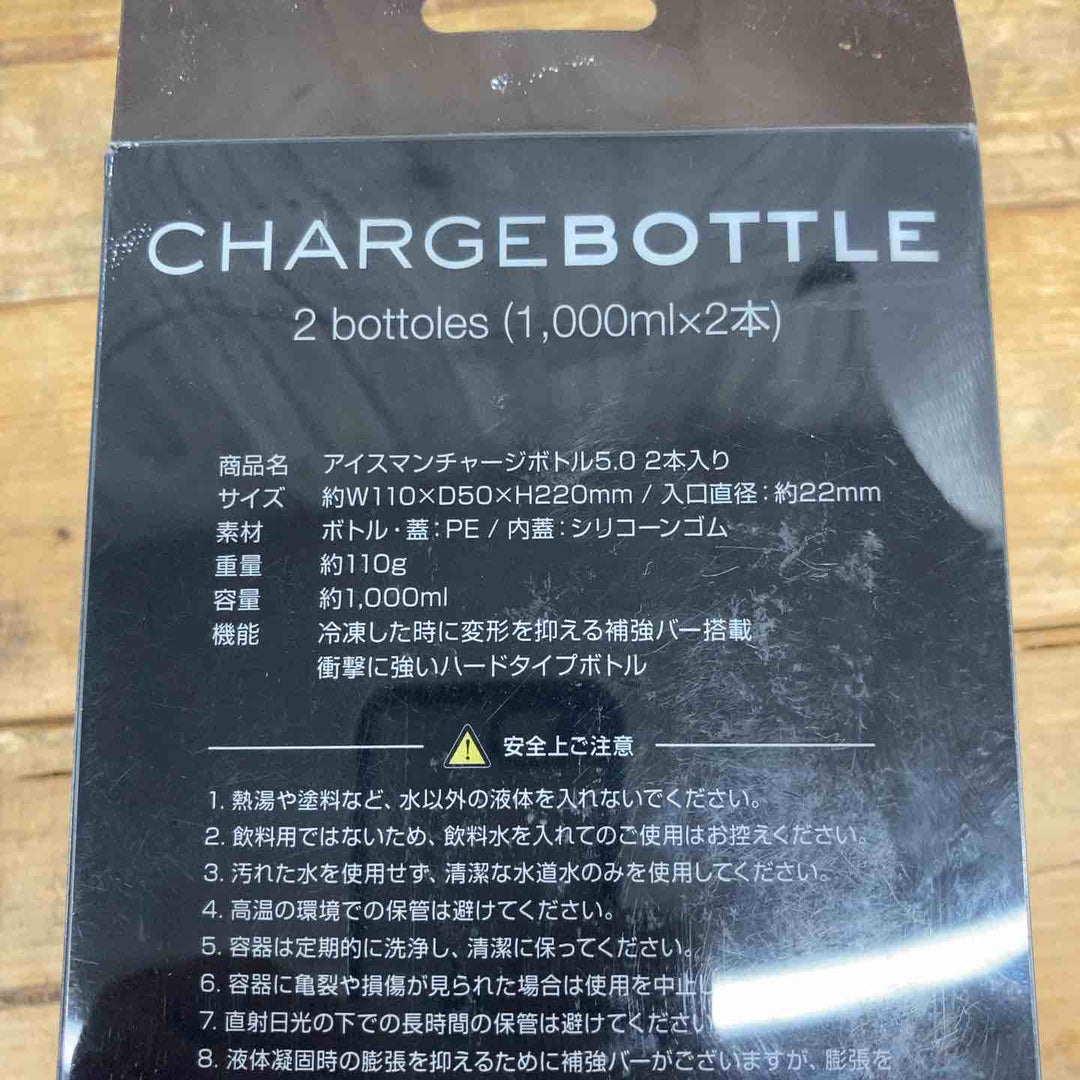 CHARGEBOTTLE
2 bottoles (1,000ml×2本)
商品名 アイスマンチャージボトル5.0 2本入り
サイズ 約W110×D50×H220mm / 入口直径：約22mm
素材 ボトル・蓋：PE / 内蓋：シリコーンゴム
重量 約110g
容量 約1,000ml
機能 冷凍した時に変形を抑える補強バー搭載
衝撃に強いハードタイプボトル
安全上ご注意
1. 熱湯や塗料など、水以外の液体を入れないでください。
2. 飲料用ではないため、飲料水を入れてのご使用はお控えください。
3. 汚れた水を使用せず、清潔な水道水のみを使用してください。
4. 高温の環境での保管は避けてください。
5. 容器は定期的に洗浄し、清潔に保ってください。
6. 容器に亀裂や損傷が見られた場合は使用を中止し
7. 直射日光の下での長時間の保管は避けてください
8. 液体凝固時の膨張を抑えるために補強バーがございますが、膨張を